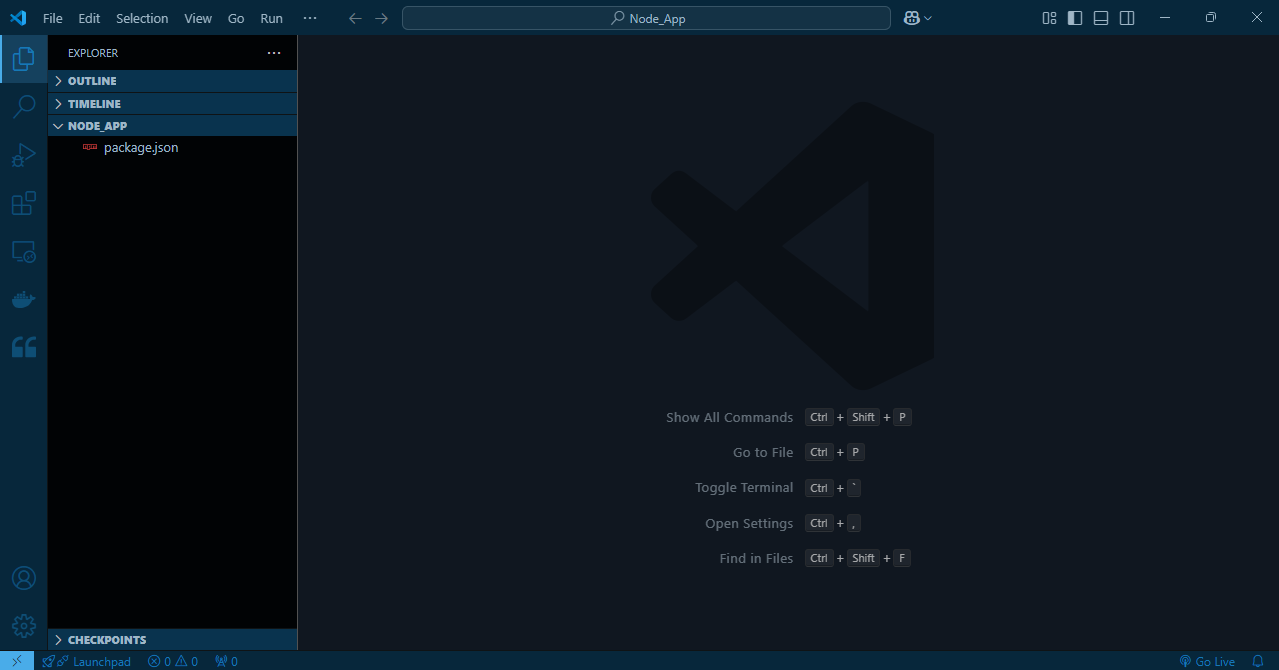 File Edit Selection View Go Run ··· Node_App
EXPLORER ···
OUTLINE
TIMELINE
NODE_APP
package.json
Show All Commands Ctrl + Shift + P
Go to File Ctrl + P
Toggle Terminal Ctrl + `
Open Settings Ctrl + ,
Find in Files Ctrl + Shift + F
CHECKPOINTS
Launchpad 0 0 0 Go Live